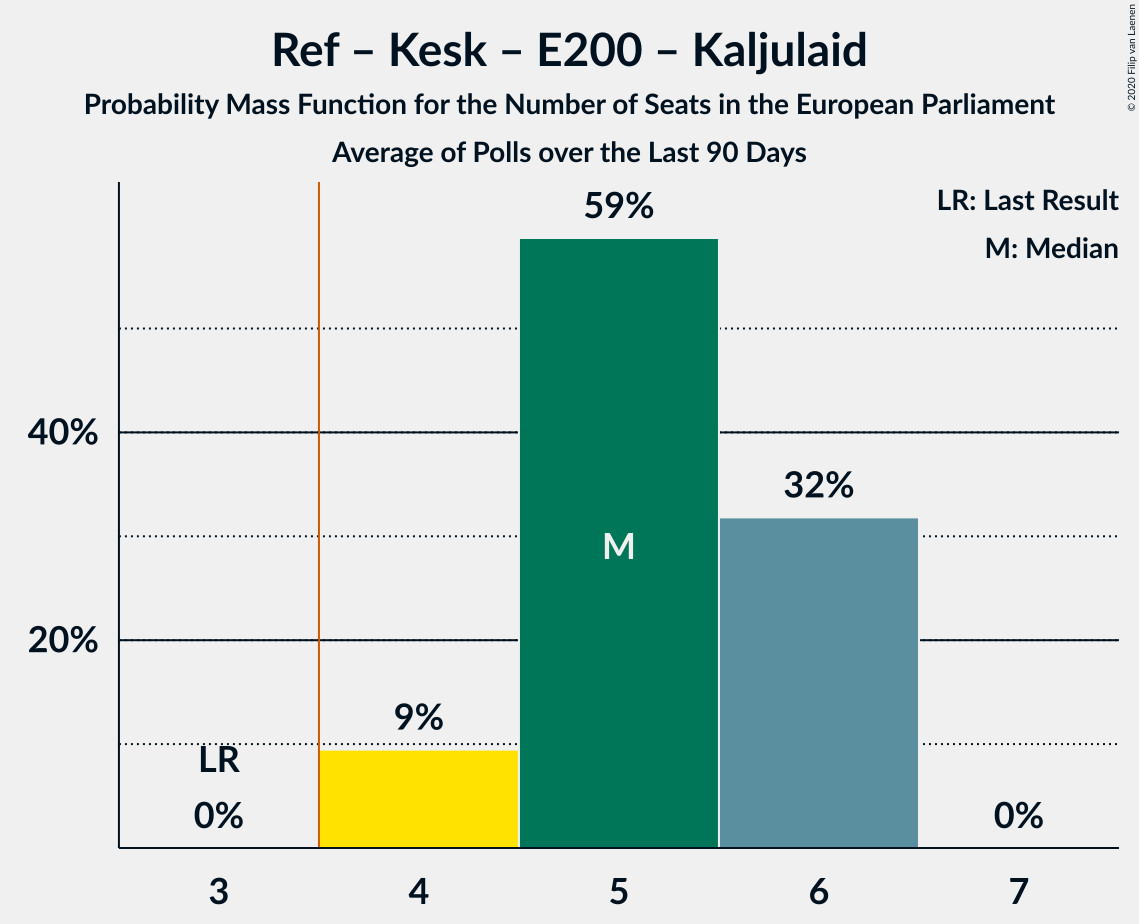 Ref – Kesk – E200 – Kaljulaid
Probability Mass Function for the Number of Seats in the European Parliament
Average of Polls over the Last 90 Days
© 2020 Filip van Laenen
LR: Last Result
M: Median
59%
40%
32%
M
20%
9%
LR
0%
0%
3
4
5
6
7